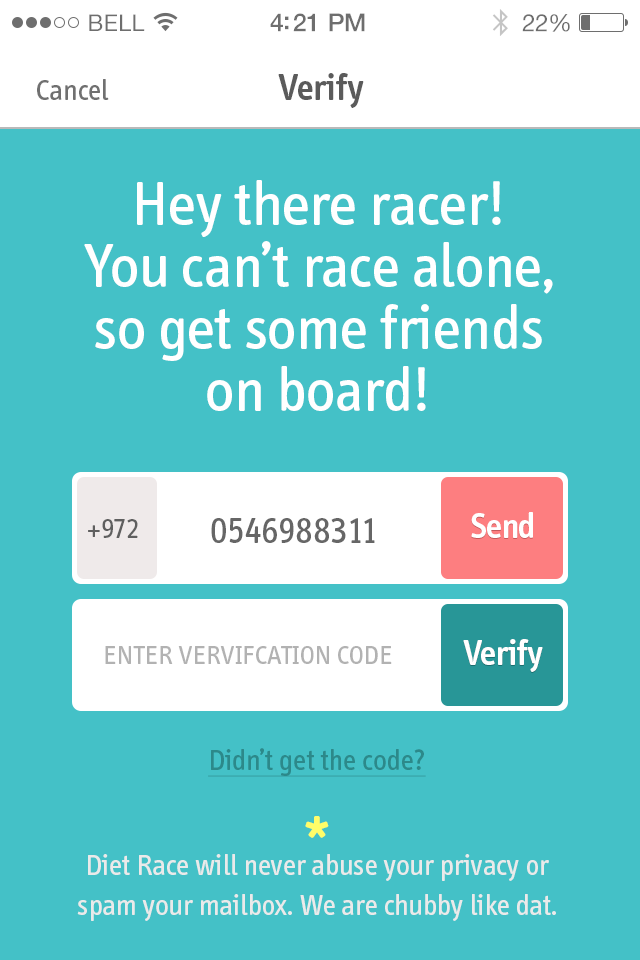 BELL 4:21 PM 22%
Cancel Verify
Hey there racer!
You can't race alone,
so get some friends
on board!
+972 0546988311 Send
ENTER VERVIFCATION CODE Verify
Didn't get the code?
*
Diet Race will never abuse your privacy or
spam your mailbox. We are chubby like dat.